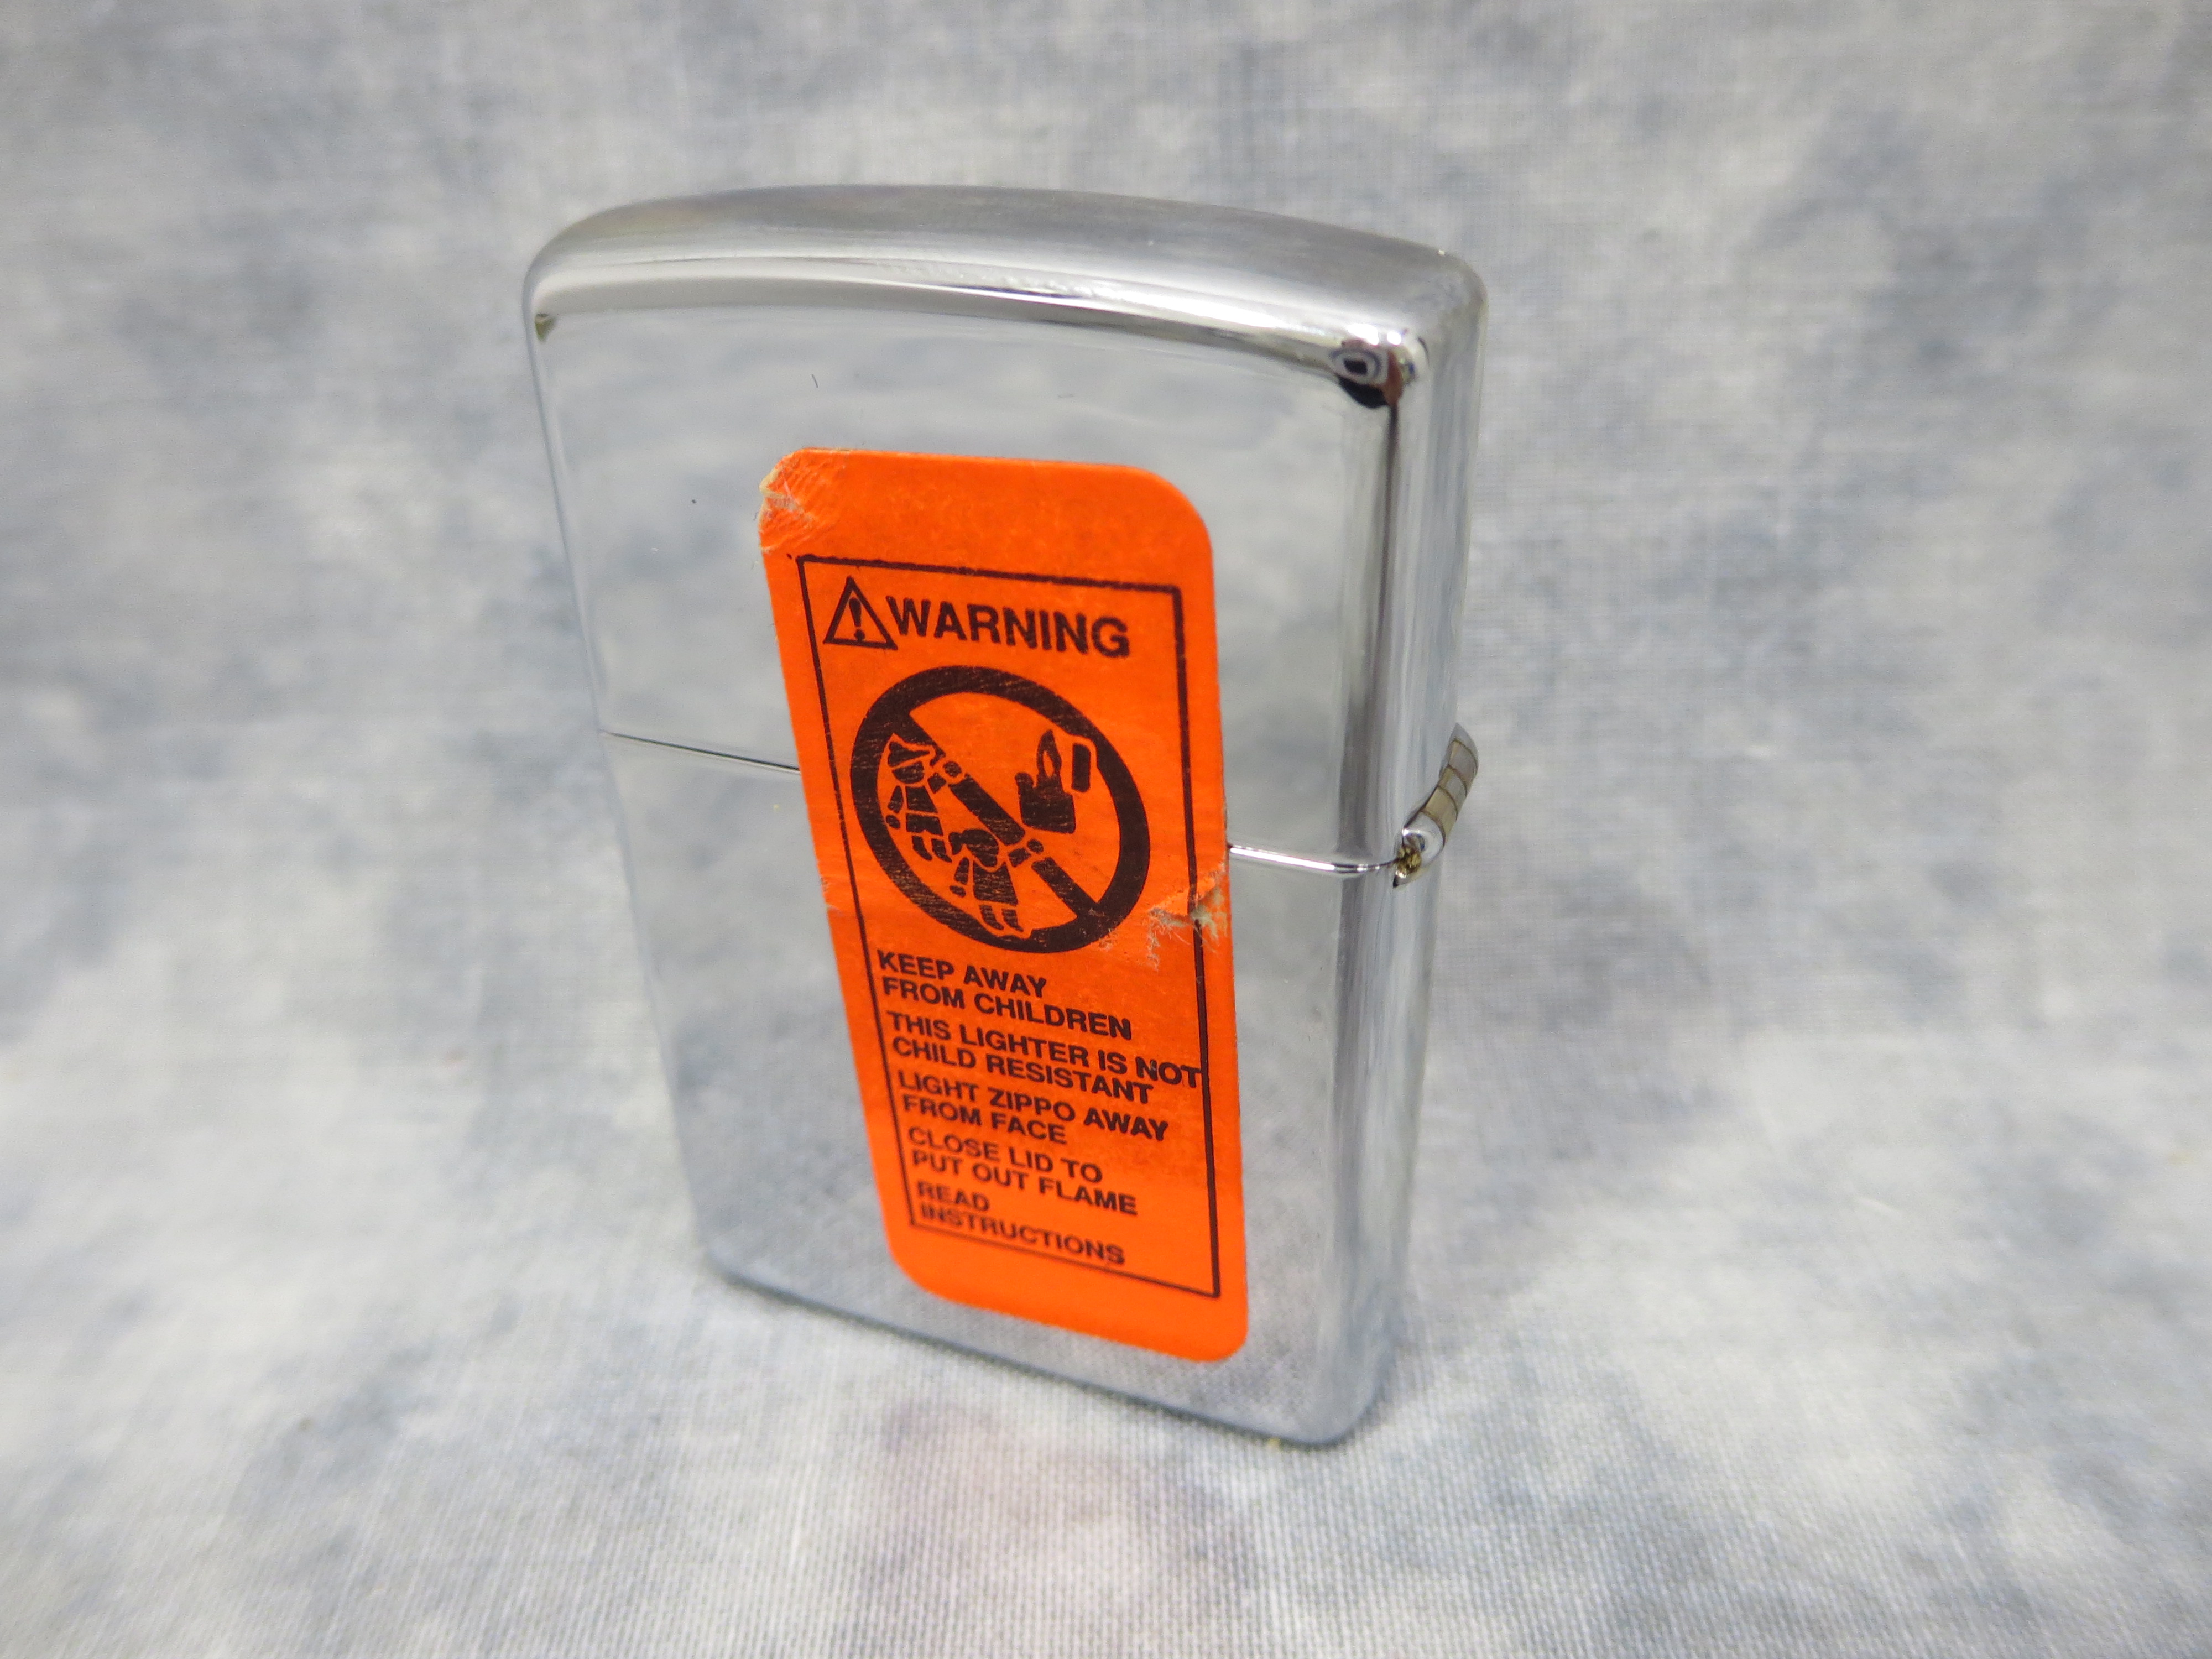 WARNING
KEEP AWAY
FROM CHILDREN
THIS LIGHTER IS NOT
CHILD RESISTANT
LIGHT ZIPPO AWAY
FROM FACE
CLOSE LID TO
PUT OUT FLAME
READ
INSTRUCTIONS